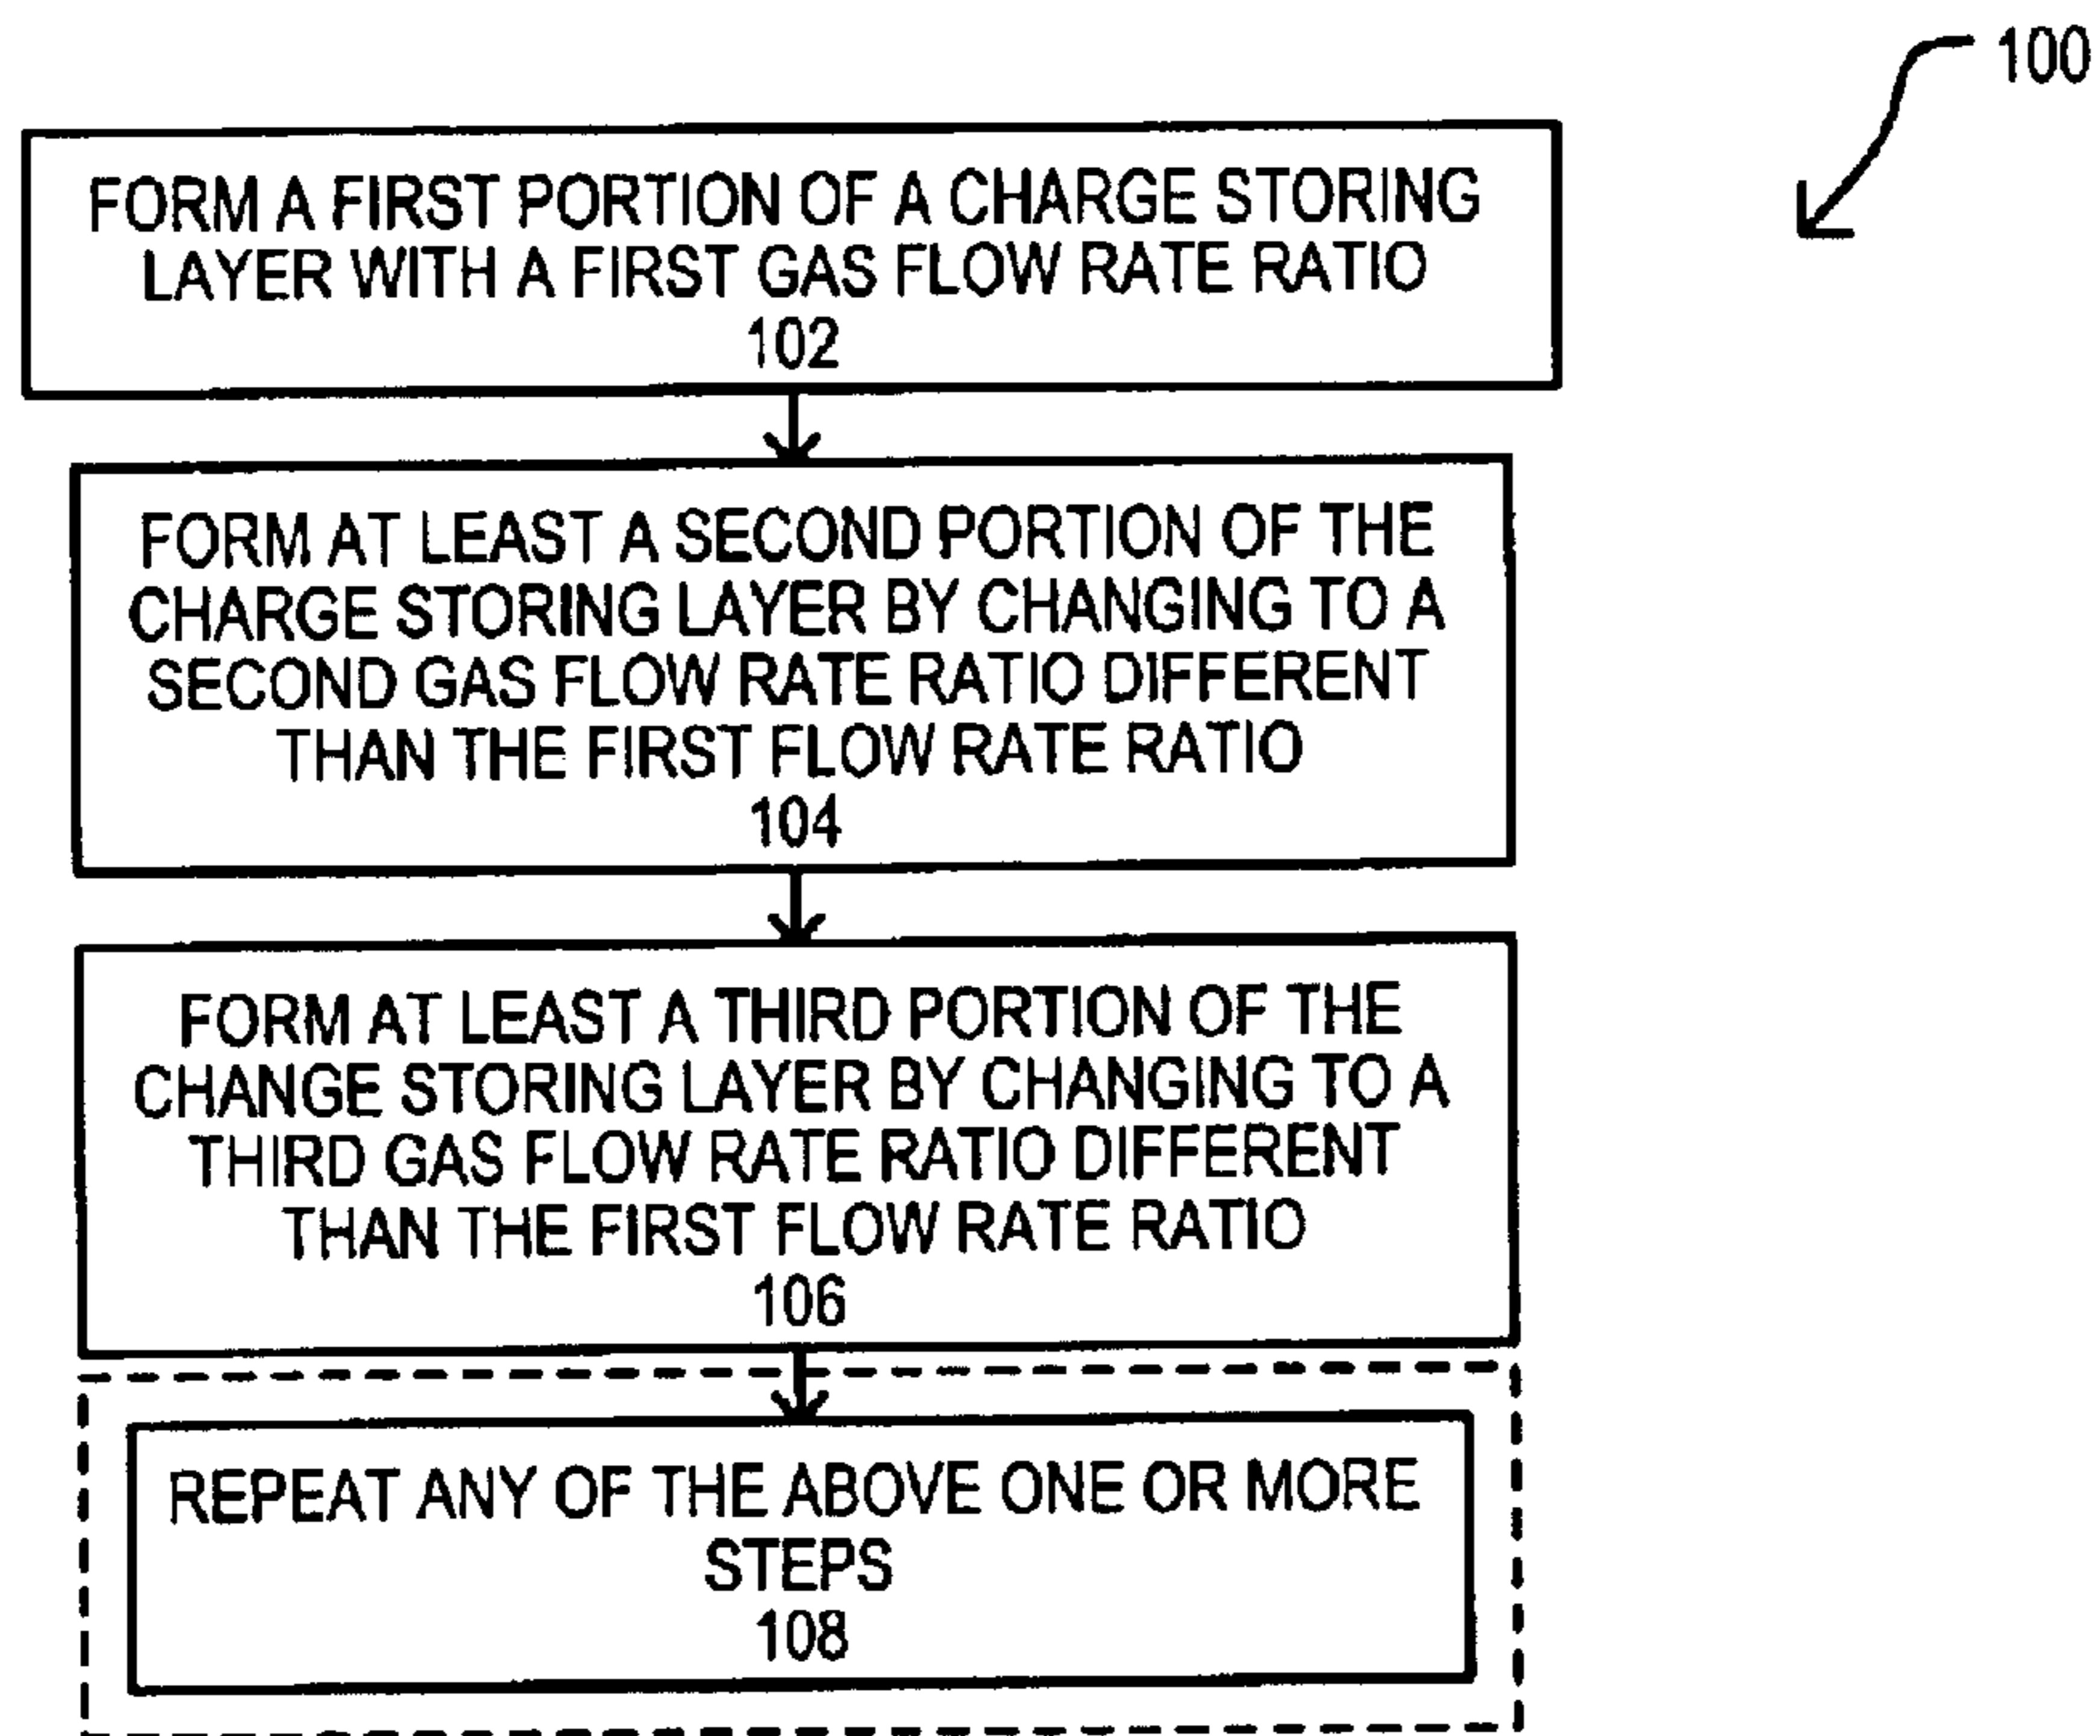 100
FORM A FIRST PORTION OF A CHARGE STORING
LAYER WITH A FIRST GAS FLOW RATE RATIO
102
FORM AT LEAST A SECOND PORTION OF THE
CHARGE STORING LAYER BY CHANGING TO A
SECOND GAS FLOW RATE RATIO DIFFERENT
THAN THE FIRST FLOW RATE RATIO
104
FORM AT LEAST A THIRD PORTION OF THE
CHANGE STORING LAYER BY CHANGING TO A
THIRD GAS FLOW RATE RATIO DIFFERENT
THAN THE FIRST FLOW RATE RATIO
106
REPEAT ANY OF THE ABOVE ONE OR MORE
STEPS
108